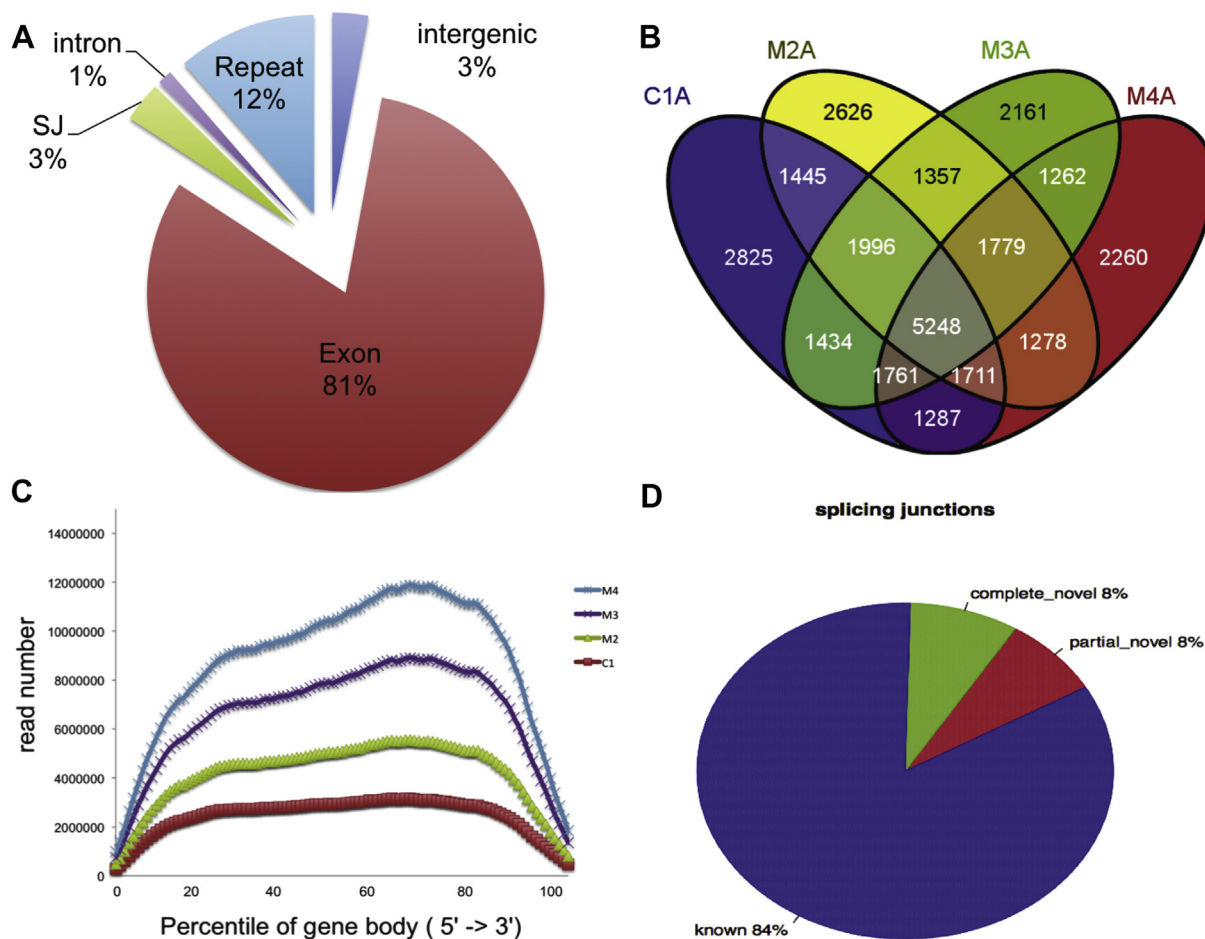 A
intron
1%
SJ
3%
Repeat
12%
intergenic
3%
Exon
81%
B
C1A
M2A
M3A
M4A
2626
2161
1445
1357
1262
2825
1996
1779
2260
5248
1434
1278
1761
1711
1287
C
14000000
12000000
10000000
8000000
6000000
4000000
2000000
0
read number
0 20 40 60 80 100
Percentile of gene body ( 5' -> 3')
M4
M3
M2
C1
D
splicing junctions
complete_novel 8%
partial_novel 8%
known 84%